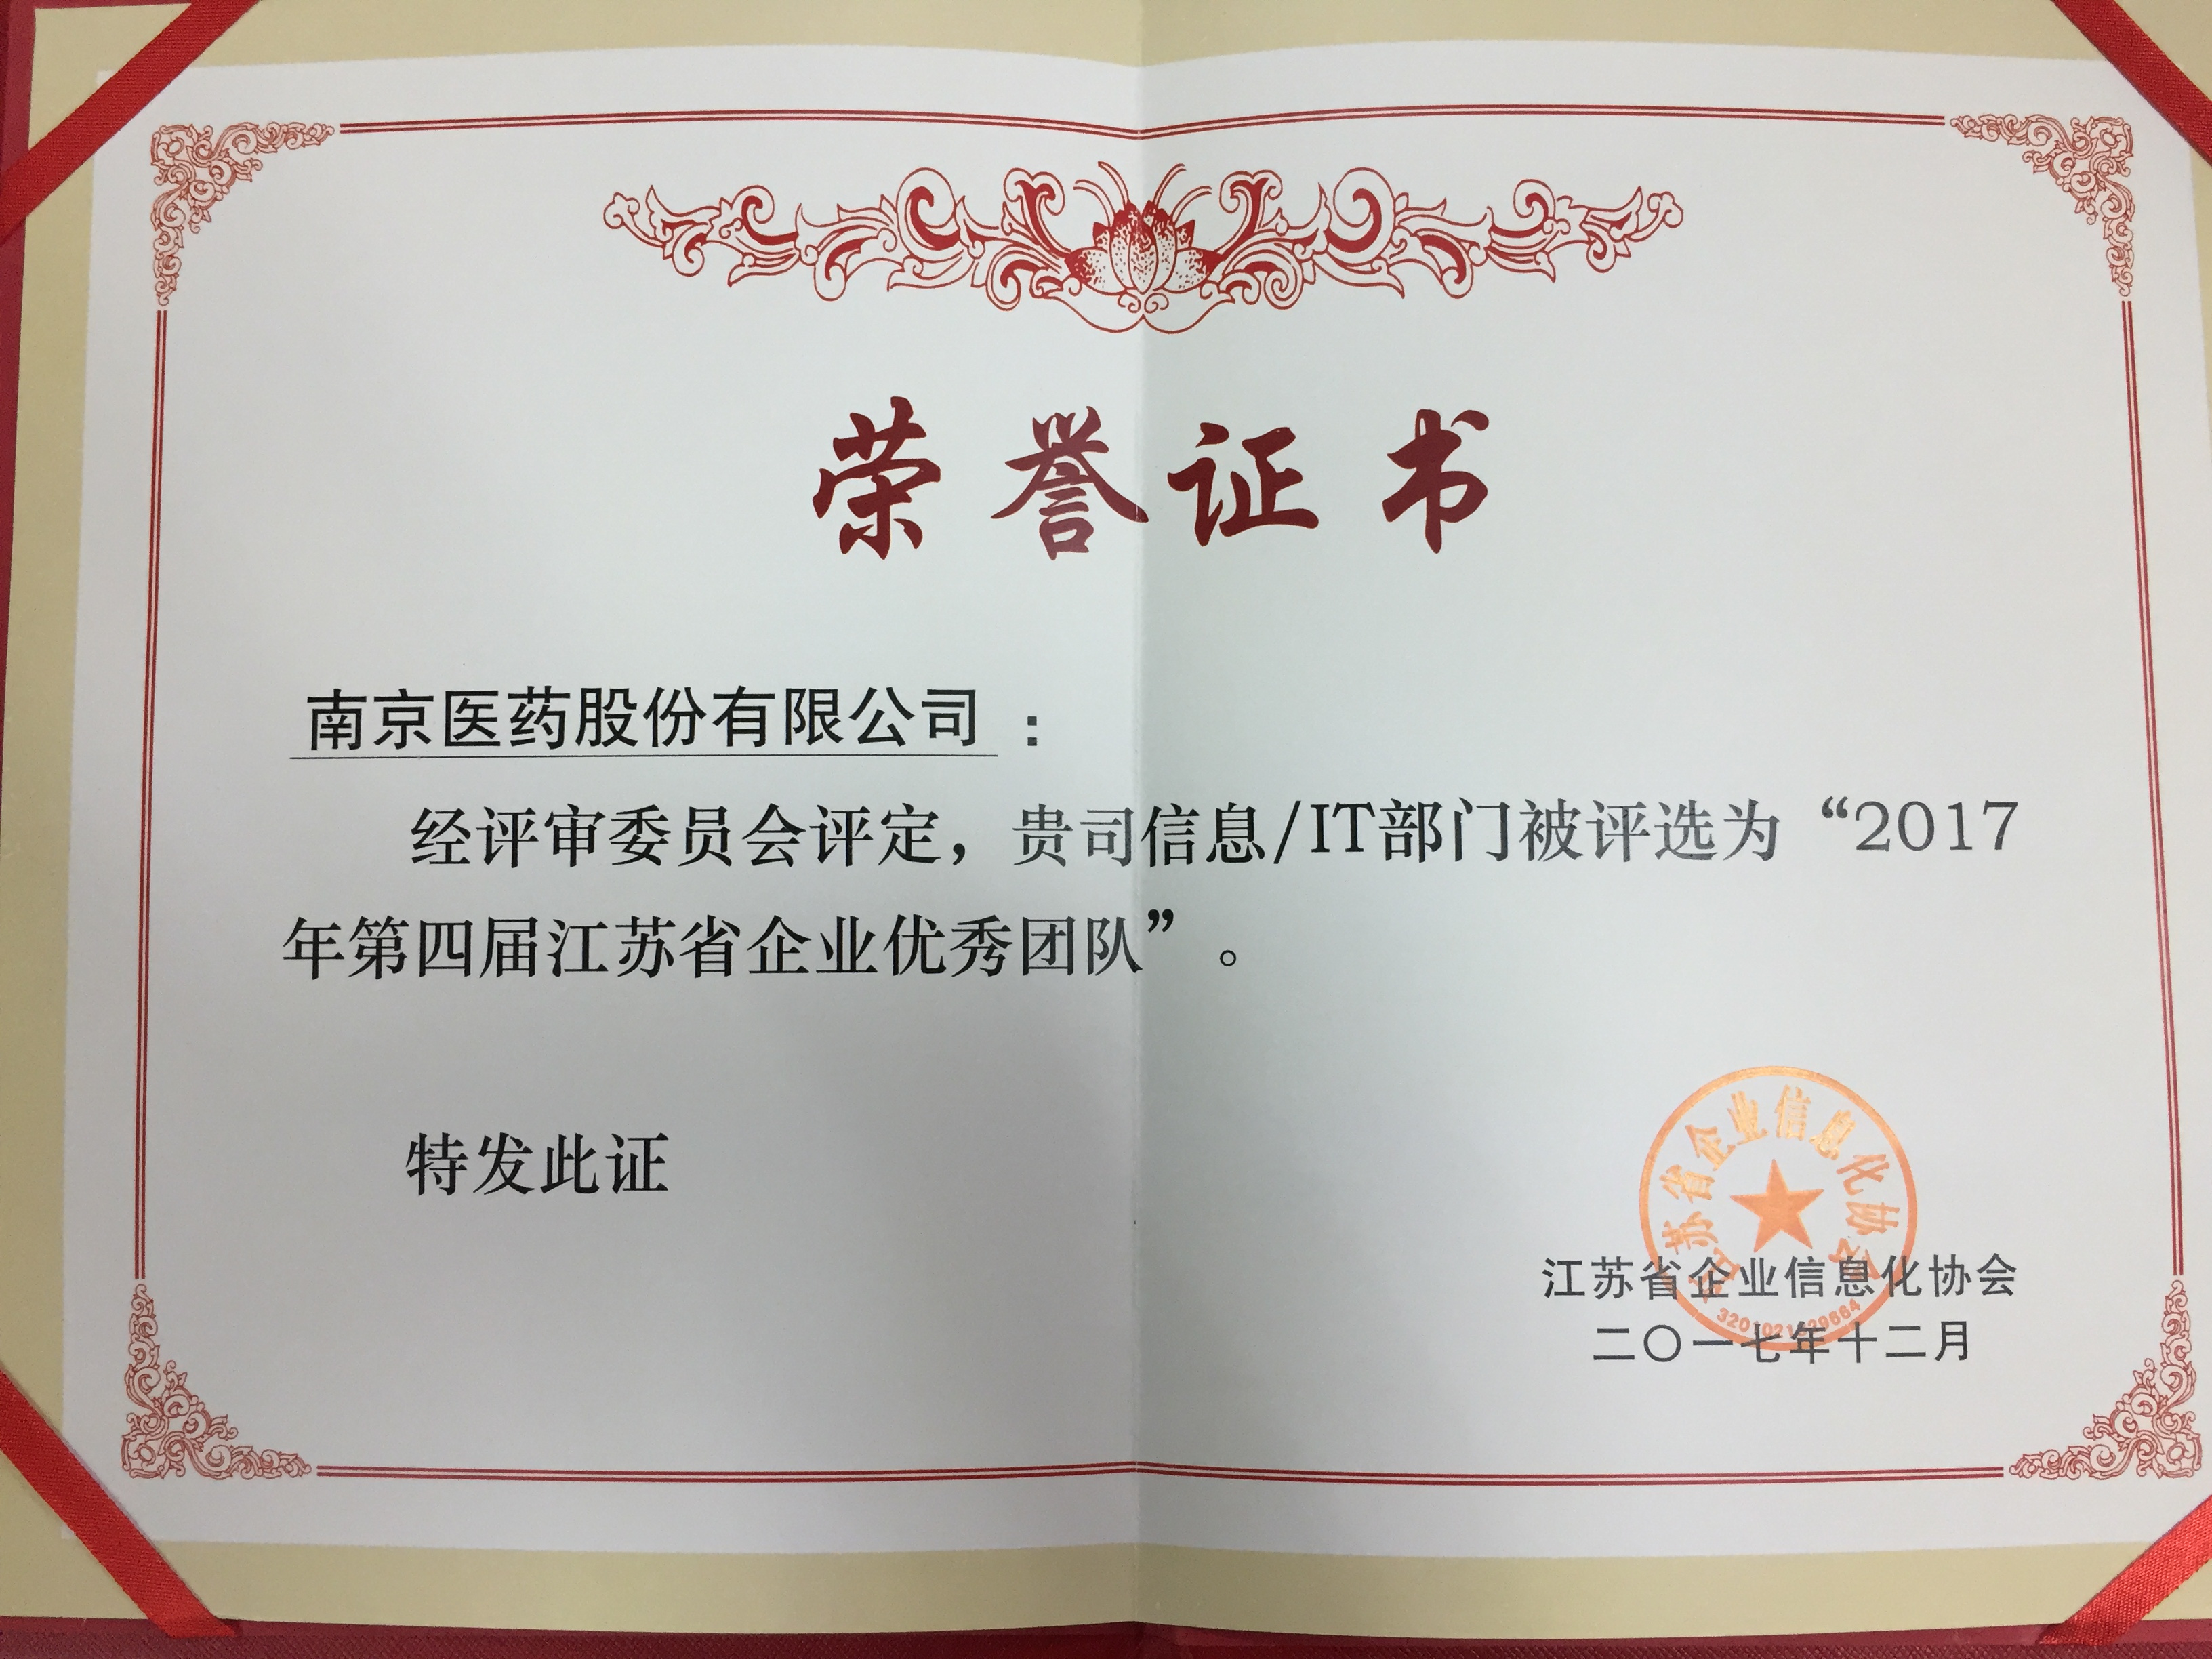 荣誉证书
南京医药股份有限公司：
经评审委员会评定，贵司信息/IT部门被评选为“2017
年第四届江苏省企业优秀团队”。
特发此证
江苏省企业信息化协会
江苏省企业信息化协会
二〇一七年十二月